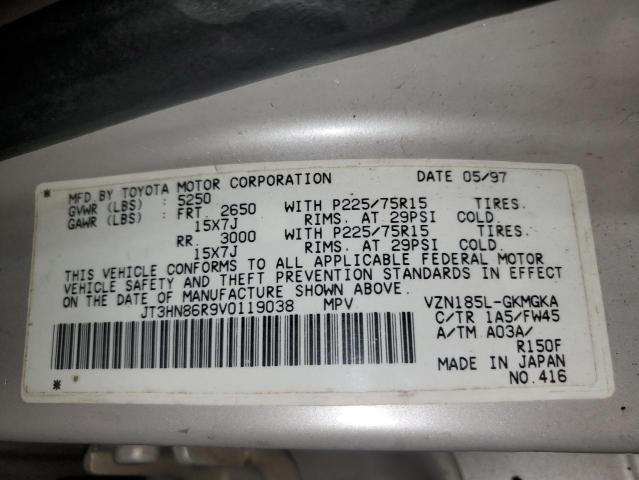 MFD. BY TOYOTA MOTOR CORPORATION DATE 05/97
GVWR (LBS) : 5250
GAWR (LBS) : FRT. 2650 WITH P225/75R15 TIRES.
15X7J RIMS. AT 29PSI COLD.
RR. 3000 WITH P225/75R15 TIRES.
15X7J RIMS. AT 29PSI COLD.
THIS VEHICLE CONFORMS TO ALL APPLICABLE FEDERAL MOTOR
VEHICLE SAFETY AND THEFT PREVENTION STANDARDS IN EFFECT
ON THE DATE OF MANUFACTURE SHOWN ABOVE.
JT3HN86R9V0119038 MPV VZN185L-GKMGKA
C/TR 1A5/FW45
A/TM A03A/
R150F
MADE IN JAPAN
NO. 416